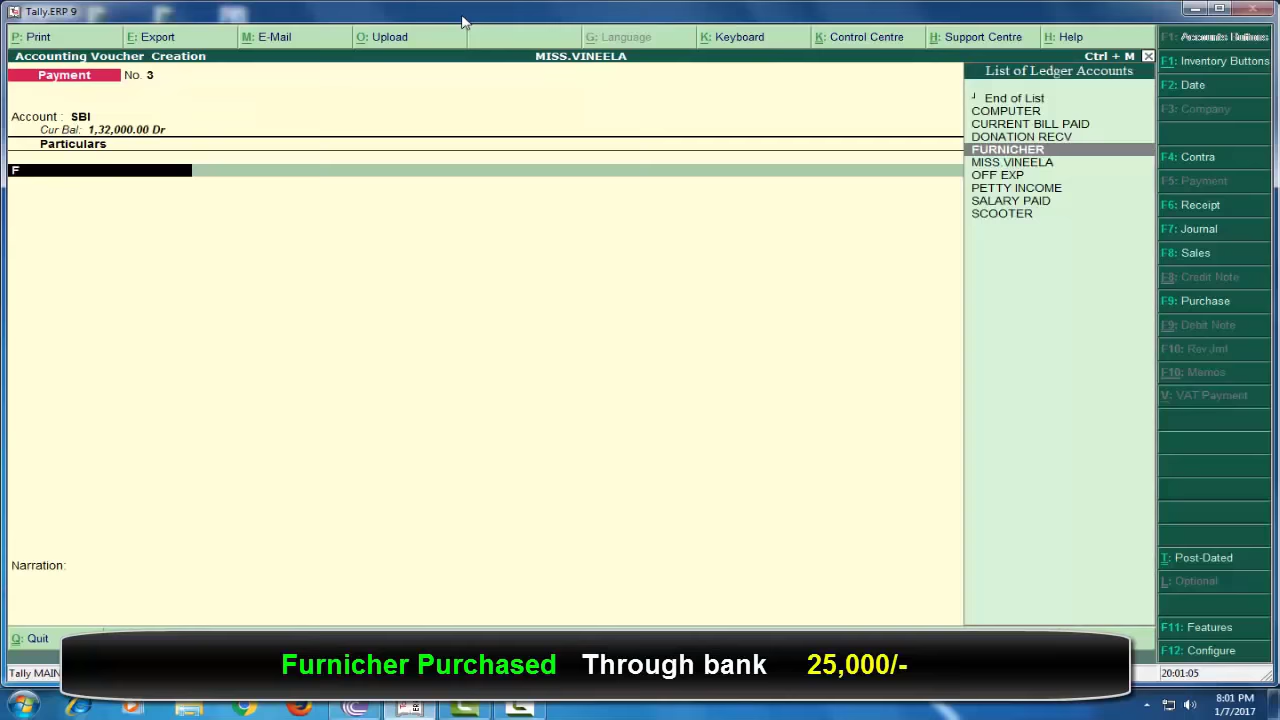 Tally.ERP 9
P: Print
E: Export
M: E-Mail
O: Upload
G: Language
K: Keyboard
K: Control Centre
H: Support Centre
H: Help
Accounting Voucher Creation
MISS.VINEELA
Ctrl + M
Payment No. 3
Account : SBI
Cur Bal: 1,32,000.00 Dr
Particulars
F
Narration:
Q: Quit
List of Ledger Accounts
End of List
COMPUTER
CURRENT BILL PAID
DONATION RECV
FURNICHER
MISS.VINEELA
OFF EXP
PETTY INCOME
SALARY PAID
SCOOTER
F1: Accounts Buttons
F1: Inventory Buttons
F2: Date
F3: Company
F4: Contra
F5: Payment
F6: Receipt
F7: Journal
F8: Sales
F8: Credit Note
F9: Purchase
F9: Debit Note
F10: Rev Jrnl
F10: Memos
V: VAT Payment
T: Post-Dated
L: Optional
F11: Features
F12: Configure
Furnicher Purchased Through bank 25,000/-
Tally MAIN
20:01:05
8:01 PM
1/7/2017